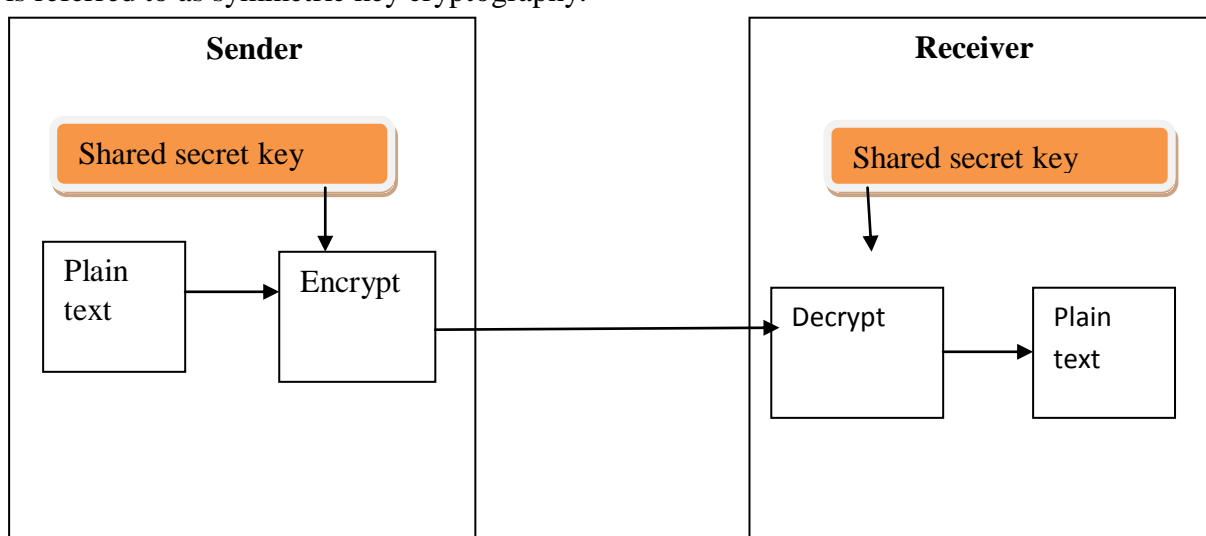 is referred to as symmetric key cryptography.
Sender
Receiver
Shared secret key
Shared secret key
Plain
text
Encrypt
Decrypt
Plain
text